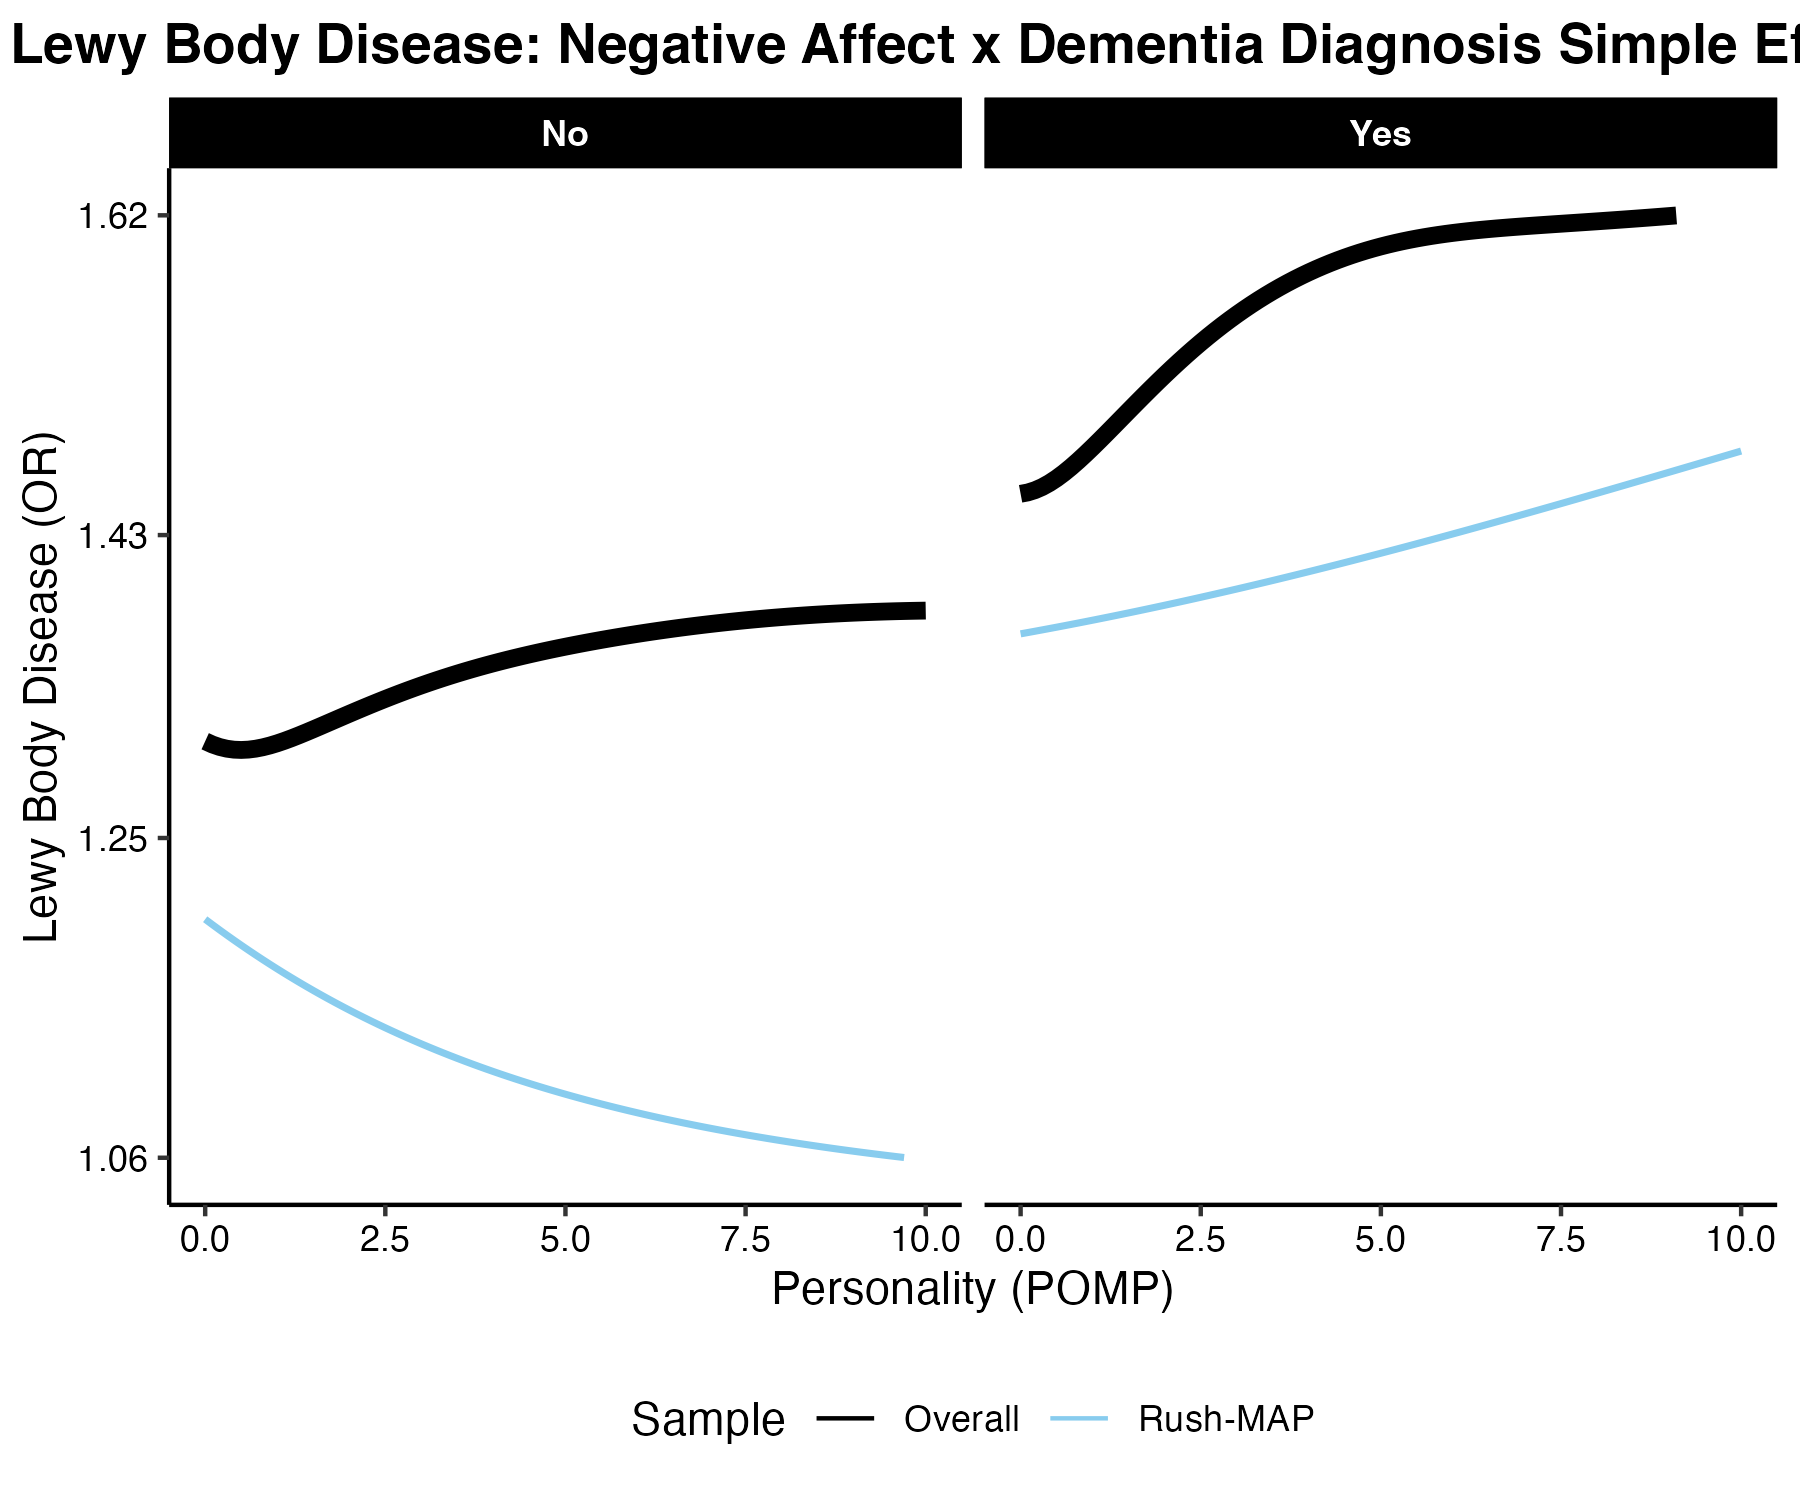 Lewy Body Disease: Negative Affect x Dementia Diagnosis Simple Ef
No
Yes
Lewy Body Disease (OR)
1.62
1.43
1.25
1.06
0.0 2.5 5.0 7.5 10.0
0.0 2.5 5.0 7.5 10.0
Personality (POMP)
Sample Overall Rush-MAP